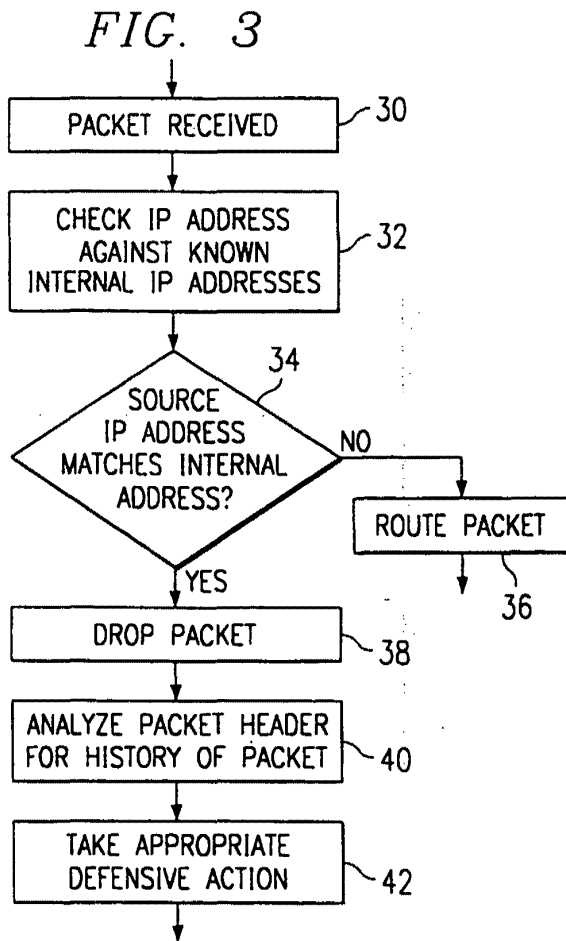 FIG. 3
PACKET RECEIVED
30
CHECK IP ADDRESS
AGAINST KNOWN
INTERNAL IP ADDRESSES
32
34
SOURCE
IP ADDRESS
MATCHES INTERNAL
ADDRESS?
NO
ROUTE PACKET
36
YES
DROP PACKET
38
ANALYZE PACKET HEADER
FOR HISTORY OF PACKET
40
TAKE APPROPRIATE
DEFENSIVE ACTION
42